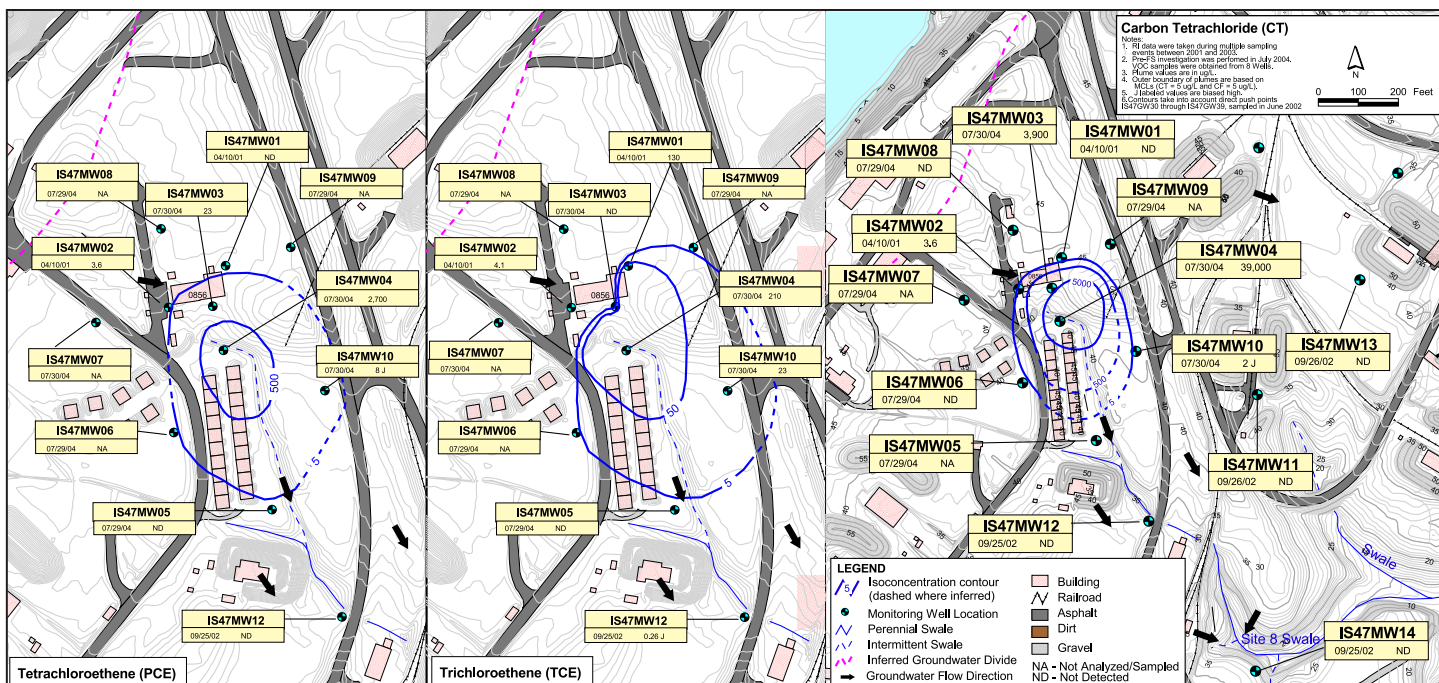 IS47MW01
04/10/01 ND
IS47MW08
07/29/04 NA
IS47MW03
07/30/04 23
IS47MW09
07/29/04 NA
IS47MW02
04/10/01 3.6
IS47MW04
07/30/04 2,700
0856
IS47MW07
07/30/04 NA
IS47MW10
07/30/04 8 J
500
IS47MW06
07/29/04 NA
5
IS47MW05
07/29/04 ND
IS47MW12
09/25/02 ND
Tetrachloroethene (PCE)
IS47MW01
04/10/01 130
IS47MW08
07/29/04 NA
IS47MW03
07/30/04 ND
IS47MW09
07/29/04 NA
IS47MW02
04/10/01 4.1
IS47MW04
07/30/04 210
0856
IS47MW07
07/30/04 NA
IS47MW10
07/30/04 23
50
IS47MW06
07/29/04 NA
5
IS47MW05
07/29/04 ND
IS47MW12
09/25/02 0.26 J
Trichloroethene (TCE)
Carbon Tetrachloride (CT)
Notes:
1. RI data were taken during multiple sampling
events between 2001 and 2003.
2. Pre-FS investigation was perfomed in July 2004.
VOC samples were obtained from 8 Wells.
3. Plume values are in ug/L.
4. Outer boundary of plumes are based on
MCLs (CT = 5 ug/L and CF = 5 ug/L).
5. J labeled values are biased high.
6.Contours take into account direct push points
IS47GW30 through IS47GW39, sampled in June 2002
N
0 100 200 Feet
IS47MW03
07/30/04 3,900
IS47MW01
04/10/01 ND
IS47MW08
07/29/04 ND
IS47MW09
07/29/04 NA
IS47MW02
04/10/01 3.6
IS47MW04
07/30/04 39,000
IS47MW07
07/29/04 NA
0856
5000
IS47MW13
09/26/02 ND
IS47MW10
07/30/04 2 J
IS47MW06
07/29/04 ND
500
5
IS47MW05
07/29/04 NA
IS47MW11
09/26/02 ND
IS47MW12
09/25/02 ND
Swale
Site 8 Swale
IS47MW14
09/25/02 ND
LEGEND
5 Isoconcentration contour
(dashed where inferred)
Monitoring Well Location
Perennial Swale
Intermittent Swale
Inferred Groundwater Divide
Groundwater Flow Direction
Building
Railroad
Asphalt
Dirt
Gravel
NA - Not Analyzed/Sampled
ND - Not Detected